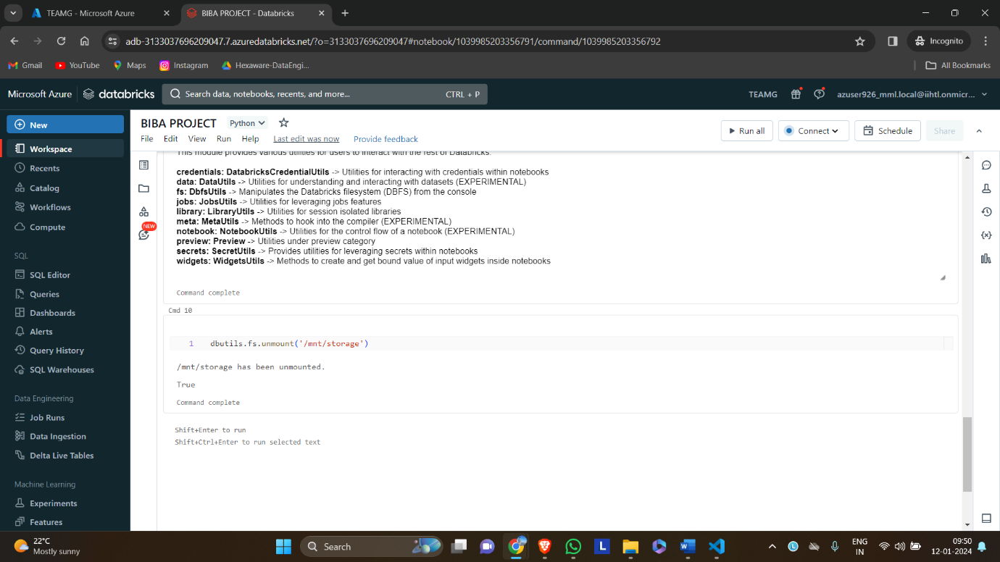 TEAMG - Microsoft Azure
BIBA PROJECT - Databricks
adb-3133037696209047.7.azuredatabricks.net/?o=3133037696209047#notebook/1039985203356791/command/1039985203356792
Incognito
Gmail
YouTube
Maps
Instagram
Hexaware-DataEngi...
All Bookmarks
Microsoft Azure
databricks
Search data, notebooks, recents, and more...
CTRL + P
TEAMG
azuser926_mml.local@iihtl.onmicr...
New
Workspace
Recents
Catalog
Workflows
Compute
SQL
SQL Editor
Queries
Dashboards
Alerts
Query History
SQL Warehouses
Data Engineering
Job Runs
Data Ingestion
Delta Live Tables
Machine Learning
Experiments
Features
BIBA PROJECT
Python
File Edit View Run Help Last edit was now Provide feedback
Run all
Connect
Schedule
Share
NEW
This module provides various utilities for users to interact with the rest of Databricks.
credentials: DatabricksCredentialUtils -> Utilities for interacting with credentials within notebooks
data: DataUtils -> Utilities for understanding and interacting with datasets (EXPERIMENTAL)
fs: DbfsUtils -> Manipulates the Databricks filesystem (DBFS) from the console
jobs: JobsUtils -> Utilities for leveraging jobs features
library: LibraryUtils -> Utilities for session isolated libraries
meta: MetaUtils -> Methods to hook into the compiler (EXPERIMENTAL)
notebook: NotebookUtils -> Utilities for the control flow of a notebook (EXPERIMENTAL)
preview: Preview -> Utilities under preview category
secrets: SecretUtils -> Provides utilities for leveraging secrets within notebooks
widgets: WidgetsUtils -> Methods to create and get bound value of input widgets inside notebooks
Command complete
Cmd 10
1 dbutils.fs.unmount('/mnt/storage')
/mnt/storage has been unmounted.
True
Command complete
Shift+Enter to run
Shift+Ctrl+Enter to run selected text
22°C
Mostly sunny
Search
L
ENG
IN
09:50
12-01-2024